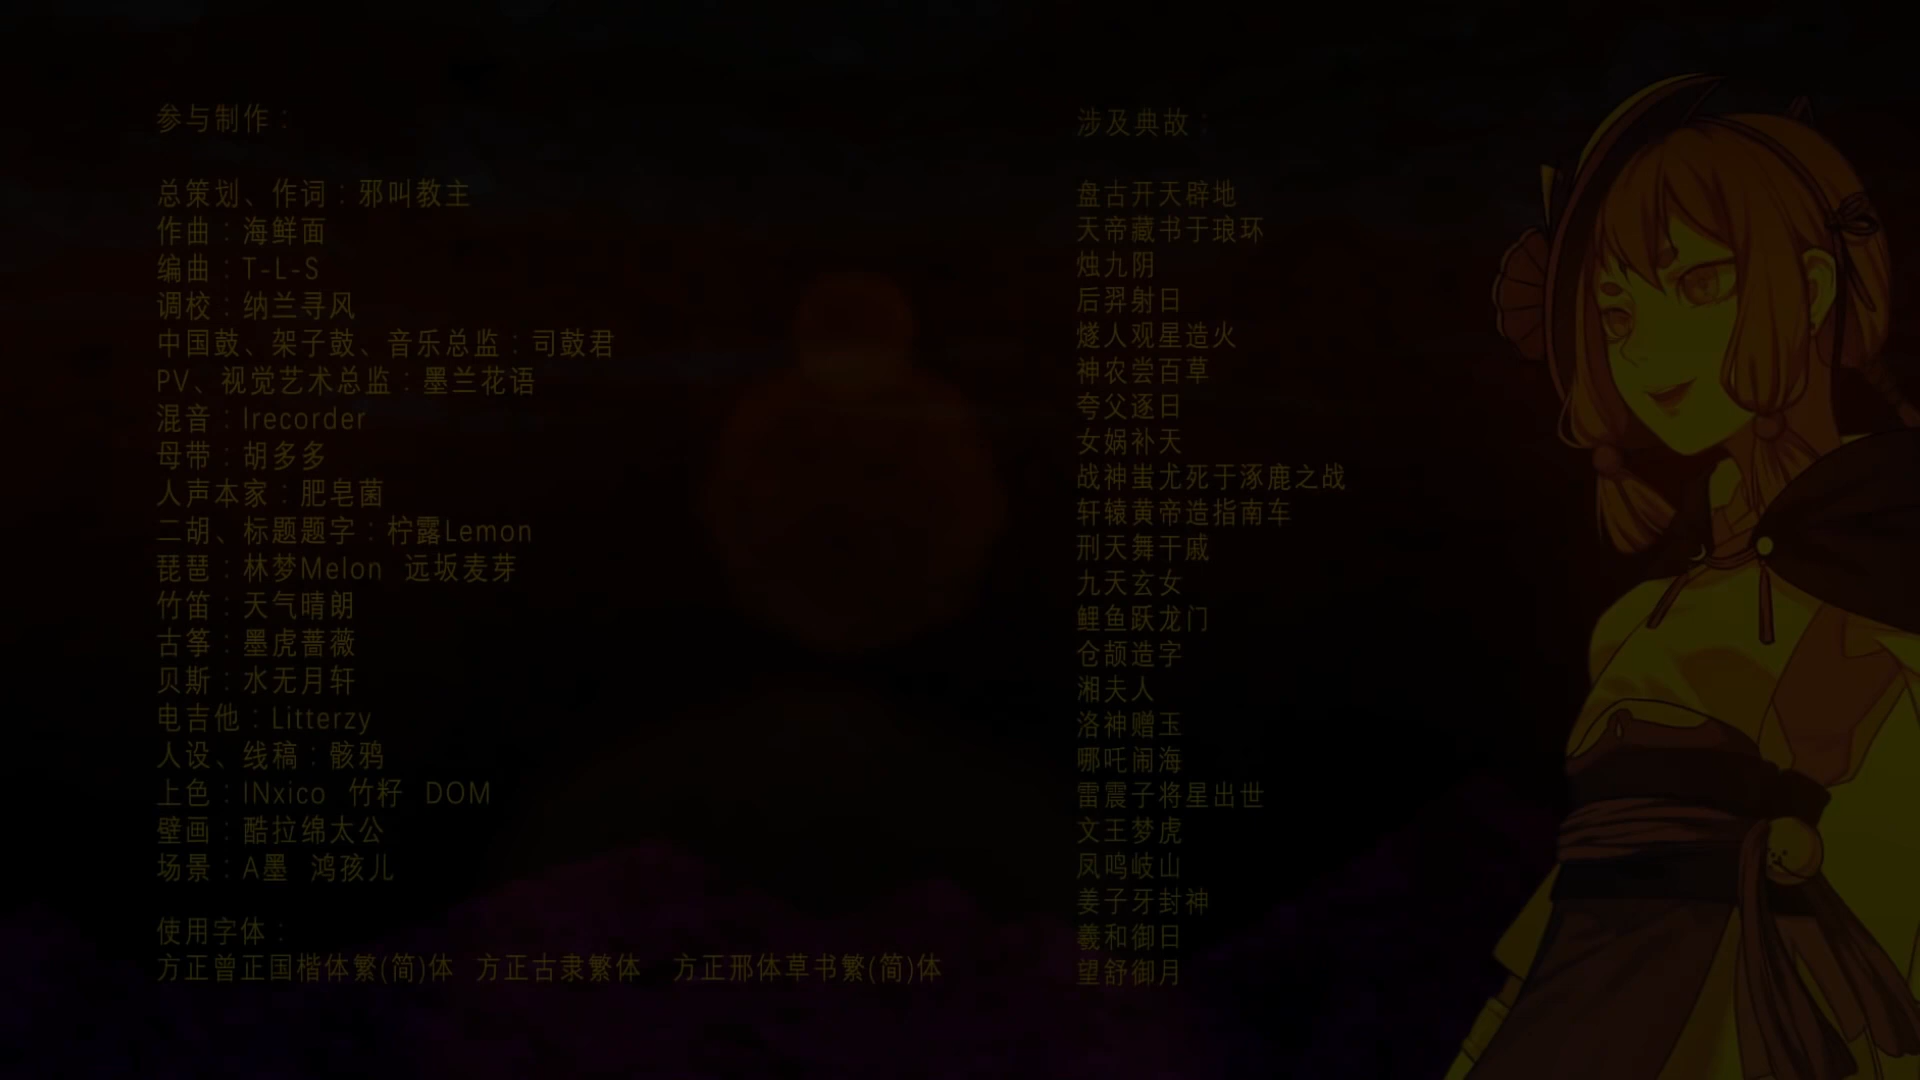 参与制作：
总策划、作词：邪叫教主
作曲：海鲜面
编曲：T-L-S
调校：纳兰寻风
中国鼓、架子鼓、音乐总监：司鼓君
PV、视觉艺术总监：墨兰花语
混音：Irecorder
母带：胡多多
人声本家：肥皂菌
二胡、标题题字：柠露Lemon
琵琶：林梦Melon 远坂麦芽
竹笛：天气晴朗
古筝：墨虎蔷薇
贝斯：水无月轩
电吉他：Litterzy
人设、线稿：骸鸦
上色：INxico 竹籽 DOM
壁画：酷拉绵太公
场景：A墨 鸿孩儿
使用字体：
方正曾正国楷体繁(简)体 方正古隶繁体 方正邢体草书繁(简)体
涉及典故：
盘古开天辟地
天帝藏书于琅环
烛九阴
后羿射日
燧人观星造火
神农尝百草
夸父逐日
女娲补天
战神蚩尤死于涿鹿之战
轩辕黄帝造指南车
刑天舞干戚
九天玄女
鲤鱼跃龙门
仓颉造字
湘夫人
洛神赠玉
哪吒闹海
雷震子将星出世
文王梦虎
凤鸣岐山
姜子牙封神
羲和御日
望舒御月